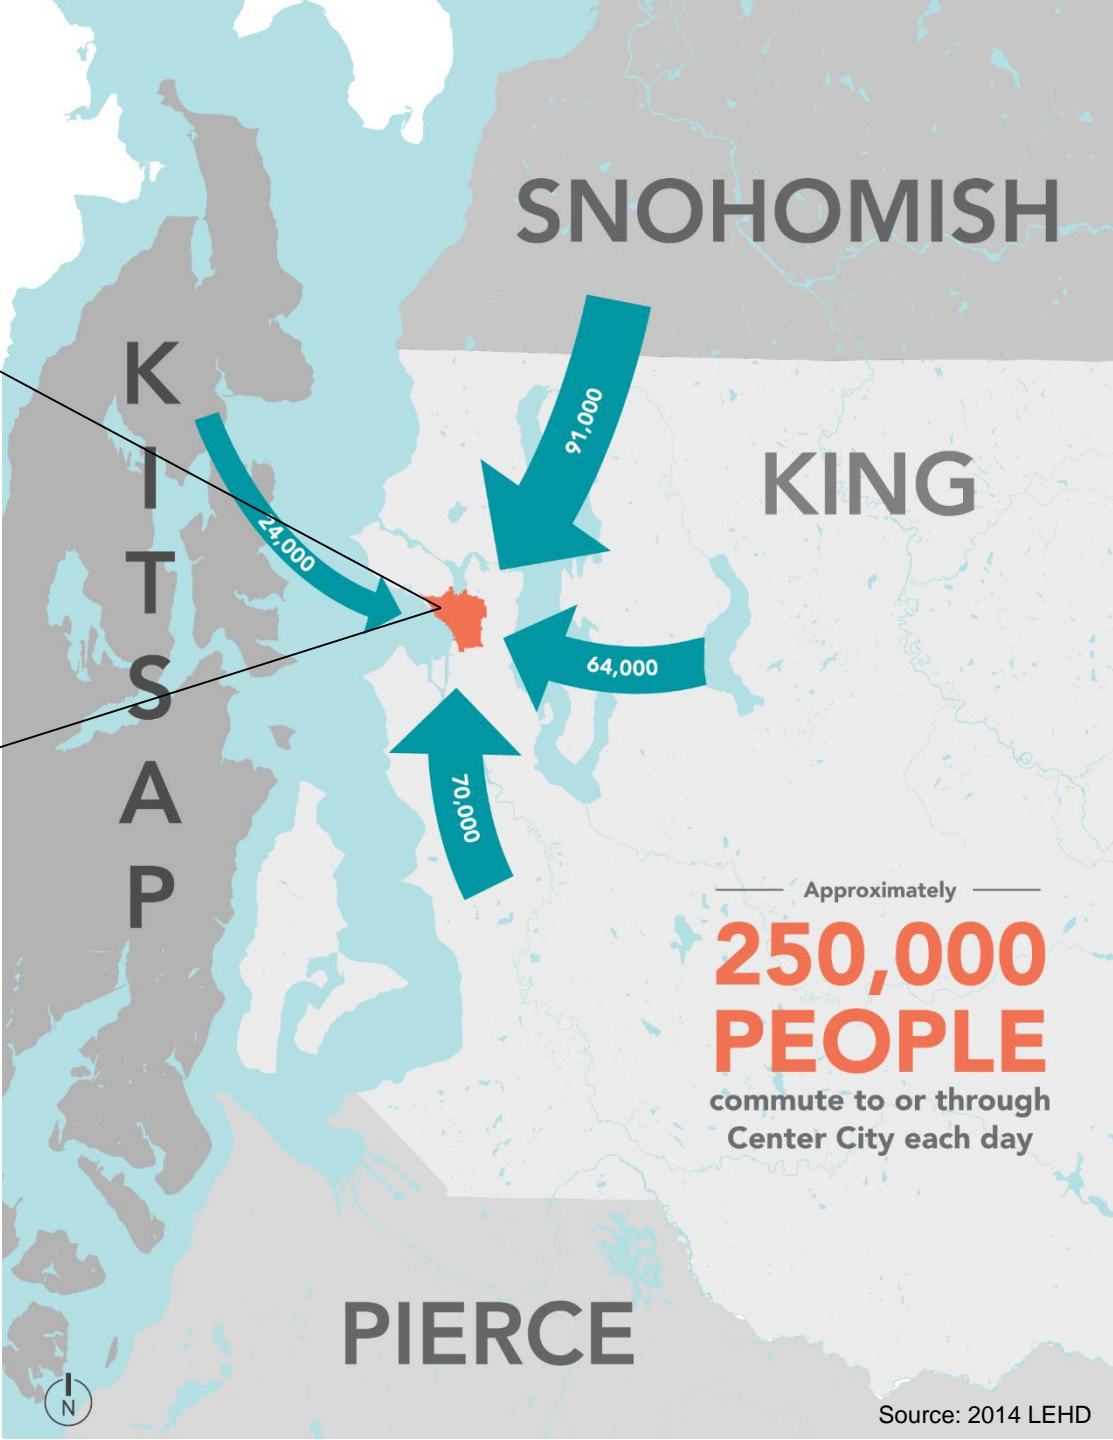 SNOHOMISH
KITSAP
91,000
KING
24,000
64,000
70,000
Approximately
250,000
PEOPLE
commute to or through
Center City each day
PIERCE
N
Source: 2014 LEHD